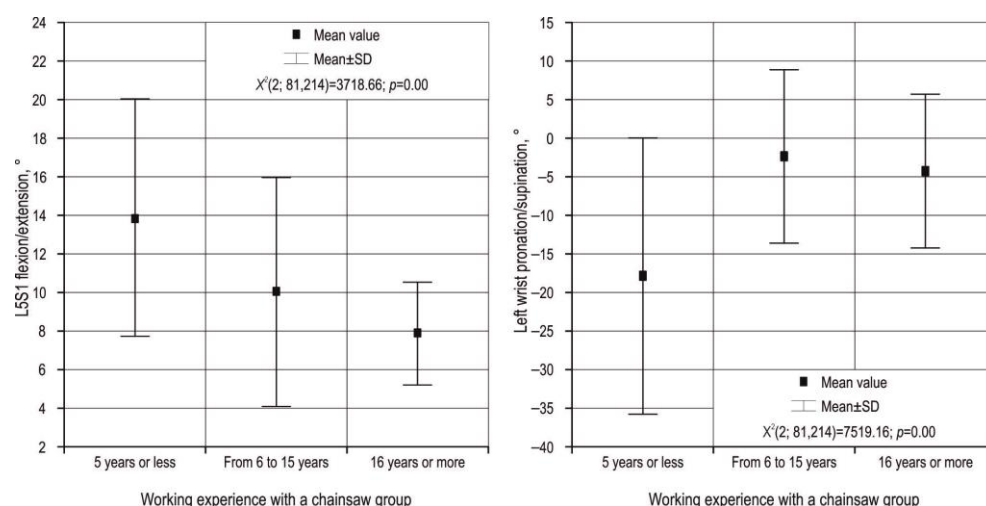 24
22
20
18
16
14
12
10
8
6
4
2
L5S1 flexion/extension, °
Mean value
Mean±SD
X²(2; 81,214)=3718.66; p=0.00
5 years or less
From 6 to 15 years
16 years or more
Working experience with a chainsaw group
15
10
5
0
–5
–10
–15
–20
–25
–30
–35
–40
Left wrist pronation/supination, °
Mean value
Mean±SD
X²(2; 81,214)=7519.16; p=0.00
5 years or less
From 6 to 15 years
16 years or more
Working experience with a chainsaw group